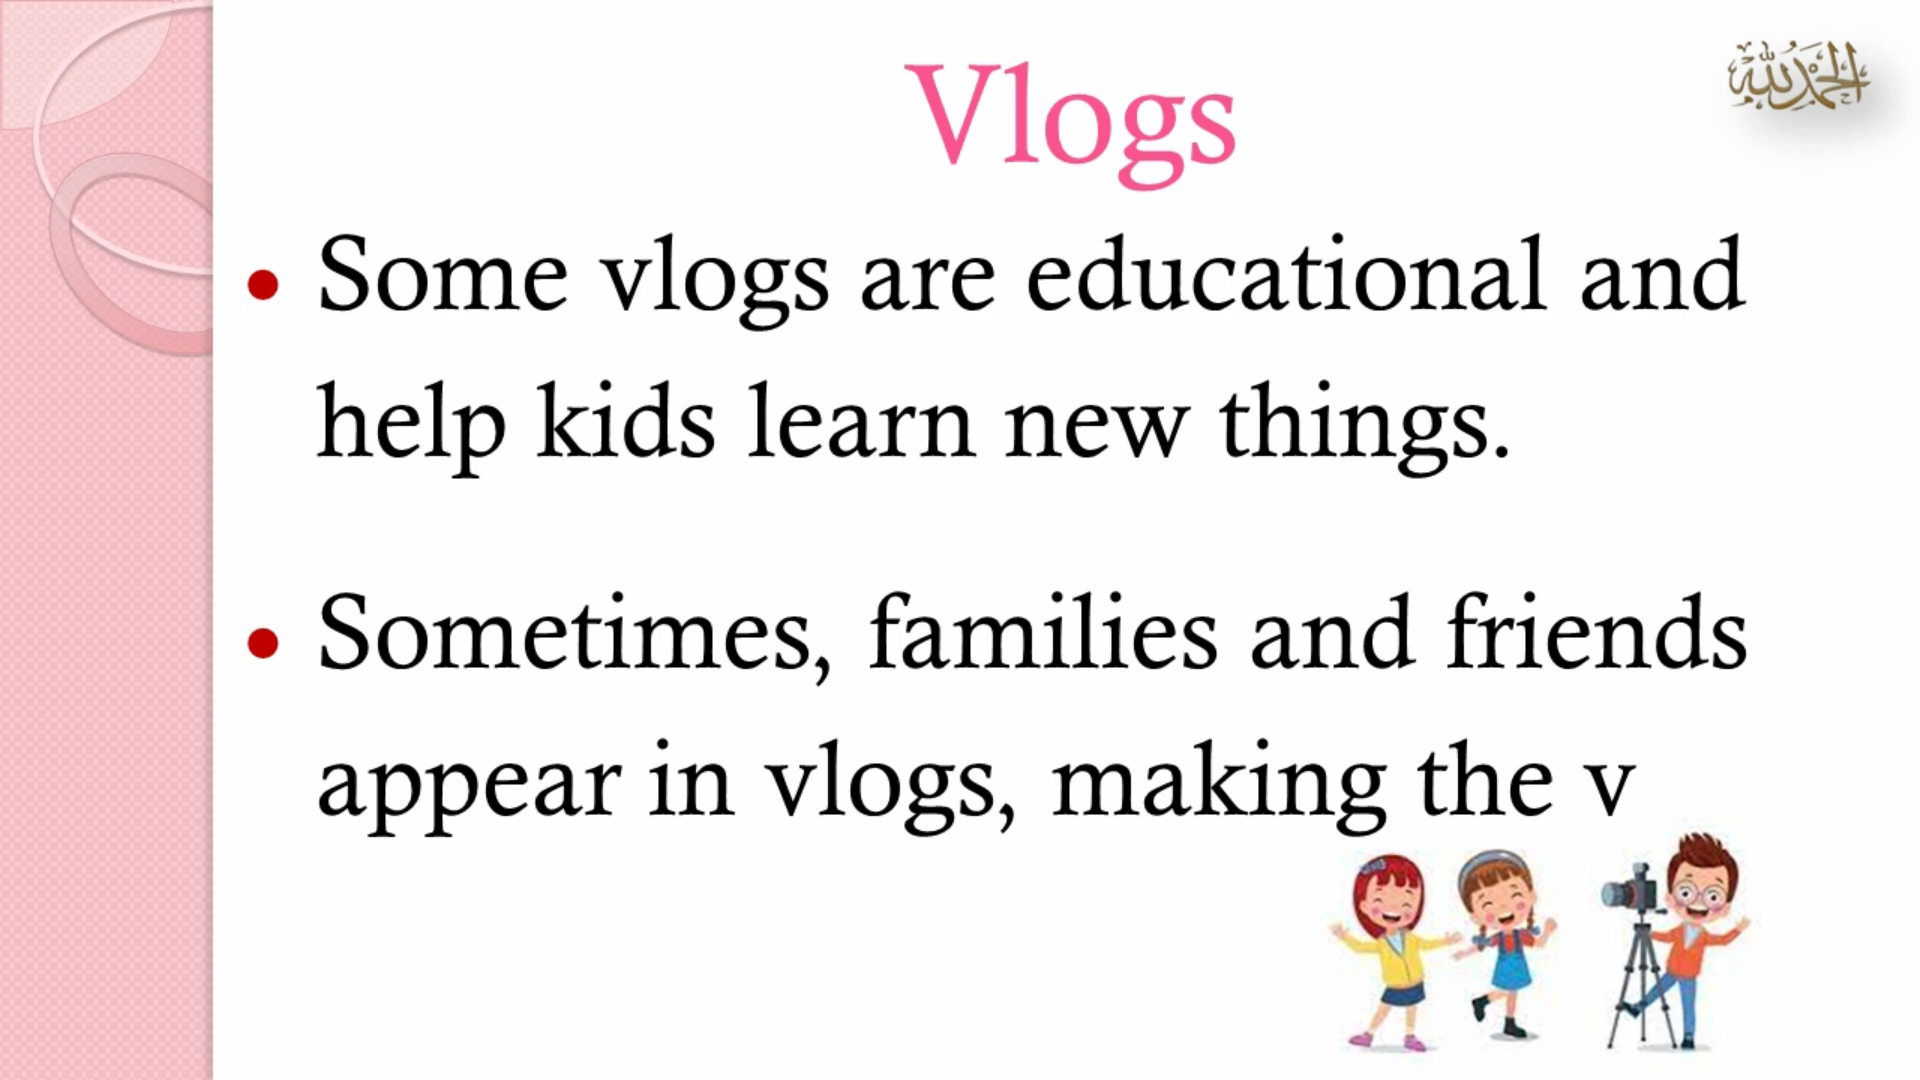 Vlogs
الحمد لله
• Some vlogs are educational and
help kids learn new things.
• Sometimes, families and friends
appear in vlogs, making the v